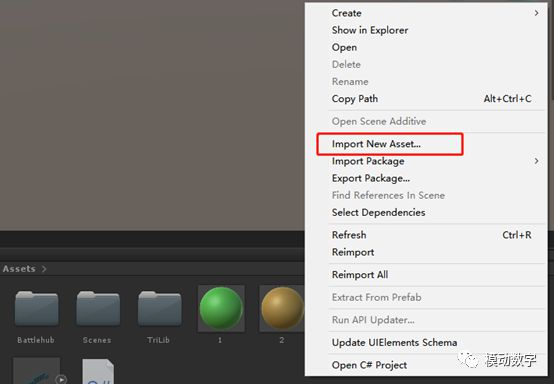 Create
Show in Explorer
Open
Delete
Rename
Copy Path Alt+Ctrl+C
Open Scene Additive
Import New Asset...
Import Package
Export Package...
Find References In Scene
Select Dependencies
Refresh Ctrl+R
Reimport
Reimport All
Extract From Prefab
Run API Updater...
Update UIElements Schema
Open C# Project
Assets
Battlehub
Scenes
TriLib
1
2
模动数字